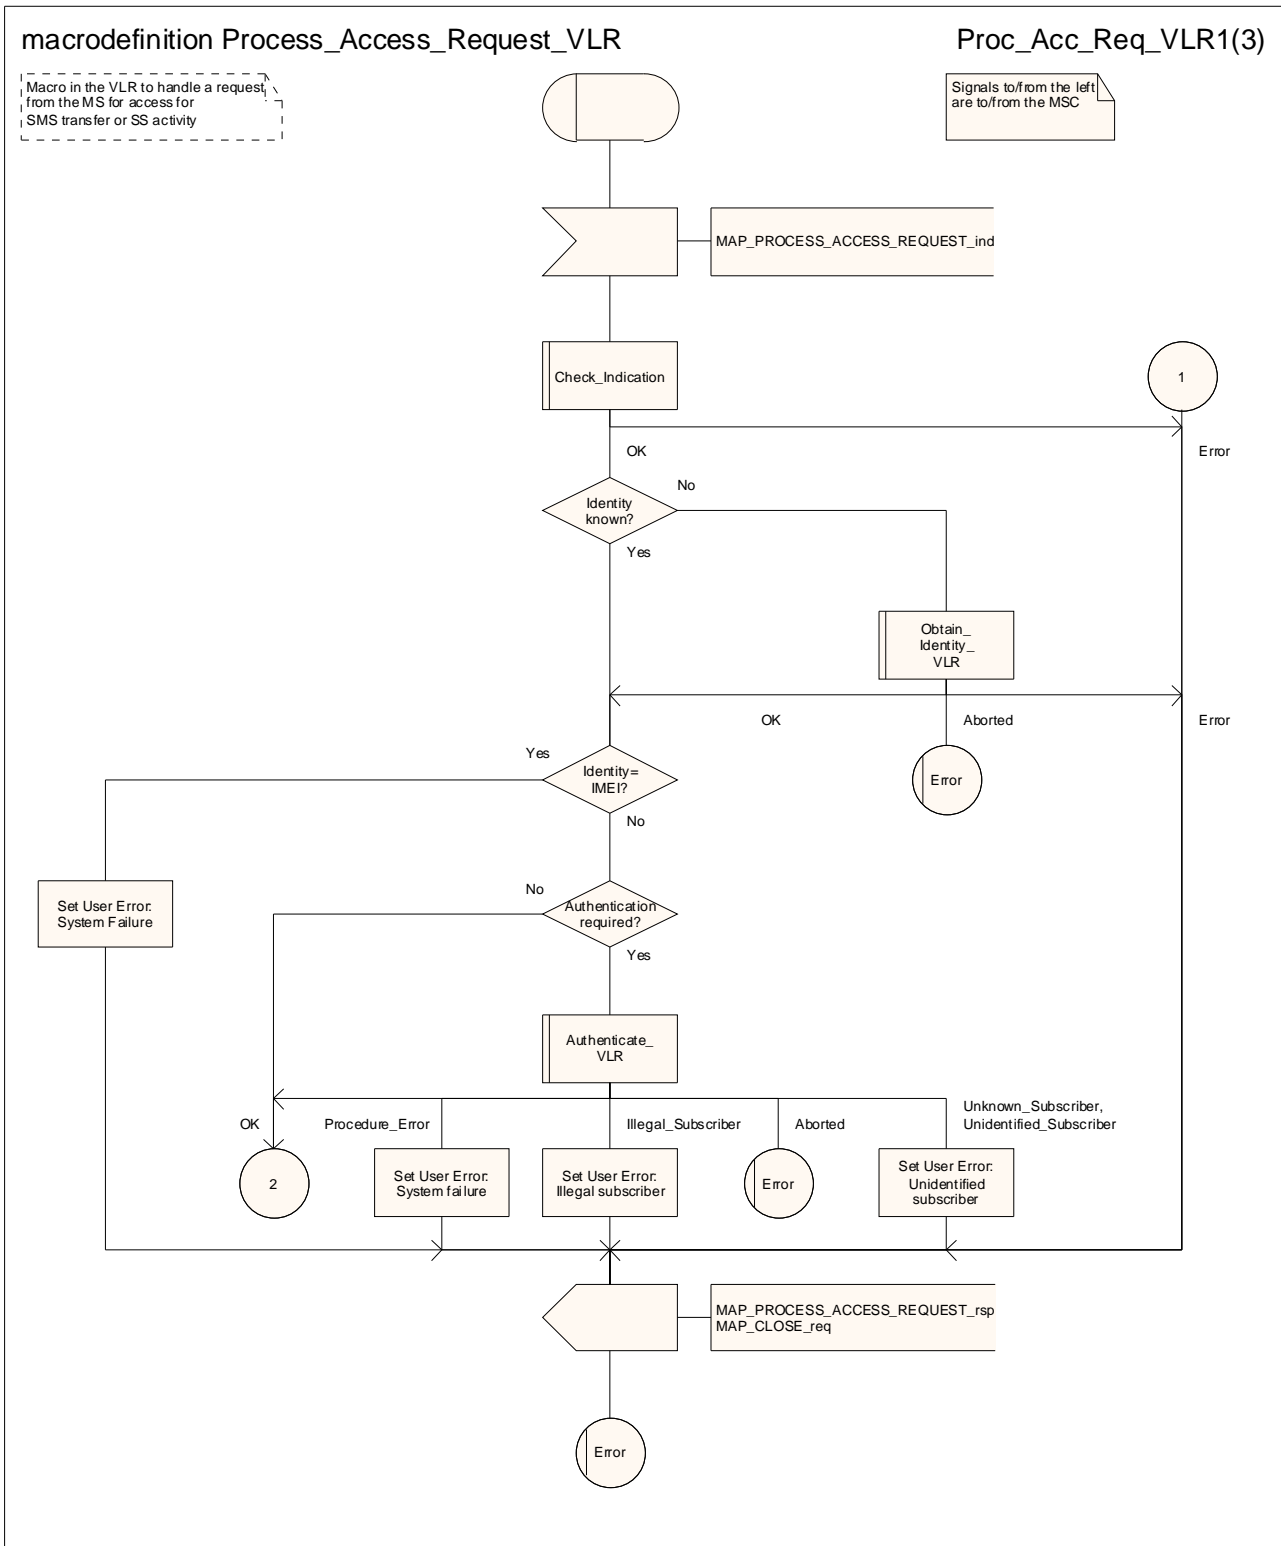 macrodefinition Process_Access_Request_VLR
Proc_Acc_Req_VLR1(3)
Macro in the VLR to handle a request
from the MS for access for
SMS transfer or SS activity
Signals to/from the left
are to/from the MSC
MAP_PROCESS_ACCESS_REQUEST_ind
Check_Indication
1
OK
Error
No
Identity
known?
Yes
Obtain_
Identity_
VLR
OK
Aborted
Error
Yes
Identity=
IMEI?
Error
No
Set User Error:
System Failure
No
Authentication
required?
Yes
Authenticate_
VLR
OK
Procedure_Error
Illegal_Subscriber
Aborted
Unknown_Subscriber,
Unidentified_Subscriber
2
Set User Error:
System failure
Set User Error:
Illegal subscriber
Error
Set User Error:
Unidentified
subscriber
MAP_PROCESS_ACCESS_REQUEST_rsp
MAP_CLOSE_req
Error